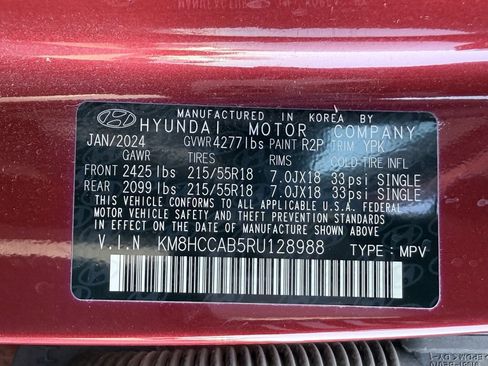 MANUFACTURED IN KOREA BY
HYUNDAI MOTOR COMPANY
JAN/2024 GVWR 4277 lbs PAINT R2P TRIM YPK
GAWR TIRES RIMS COLD TIRE INFL
FRONT 2425 lbs 215/55R18 7.0JX18 33psi SINGLE
REAR 2099 lbs 215/55R18 7.0JX18 33psi SINGLE
THIS VEHICLE CONFORMS TO ALL APPLICABLE U.S.A. FEDERAL
MOTOR VEHICLE SAFETY, BUMPER, AND THEFT PREVENTION
STANDARDS IN EFFECT ON THE DATE OF MANUFACTURE SHOWN ABOVE.
V.I.N KM8HCCAB5RU128988 TYPE : MPV